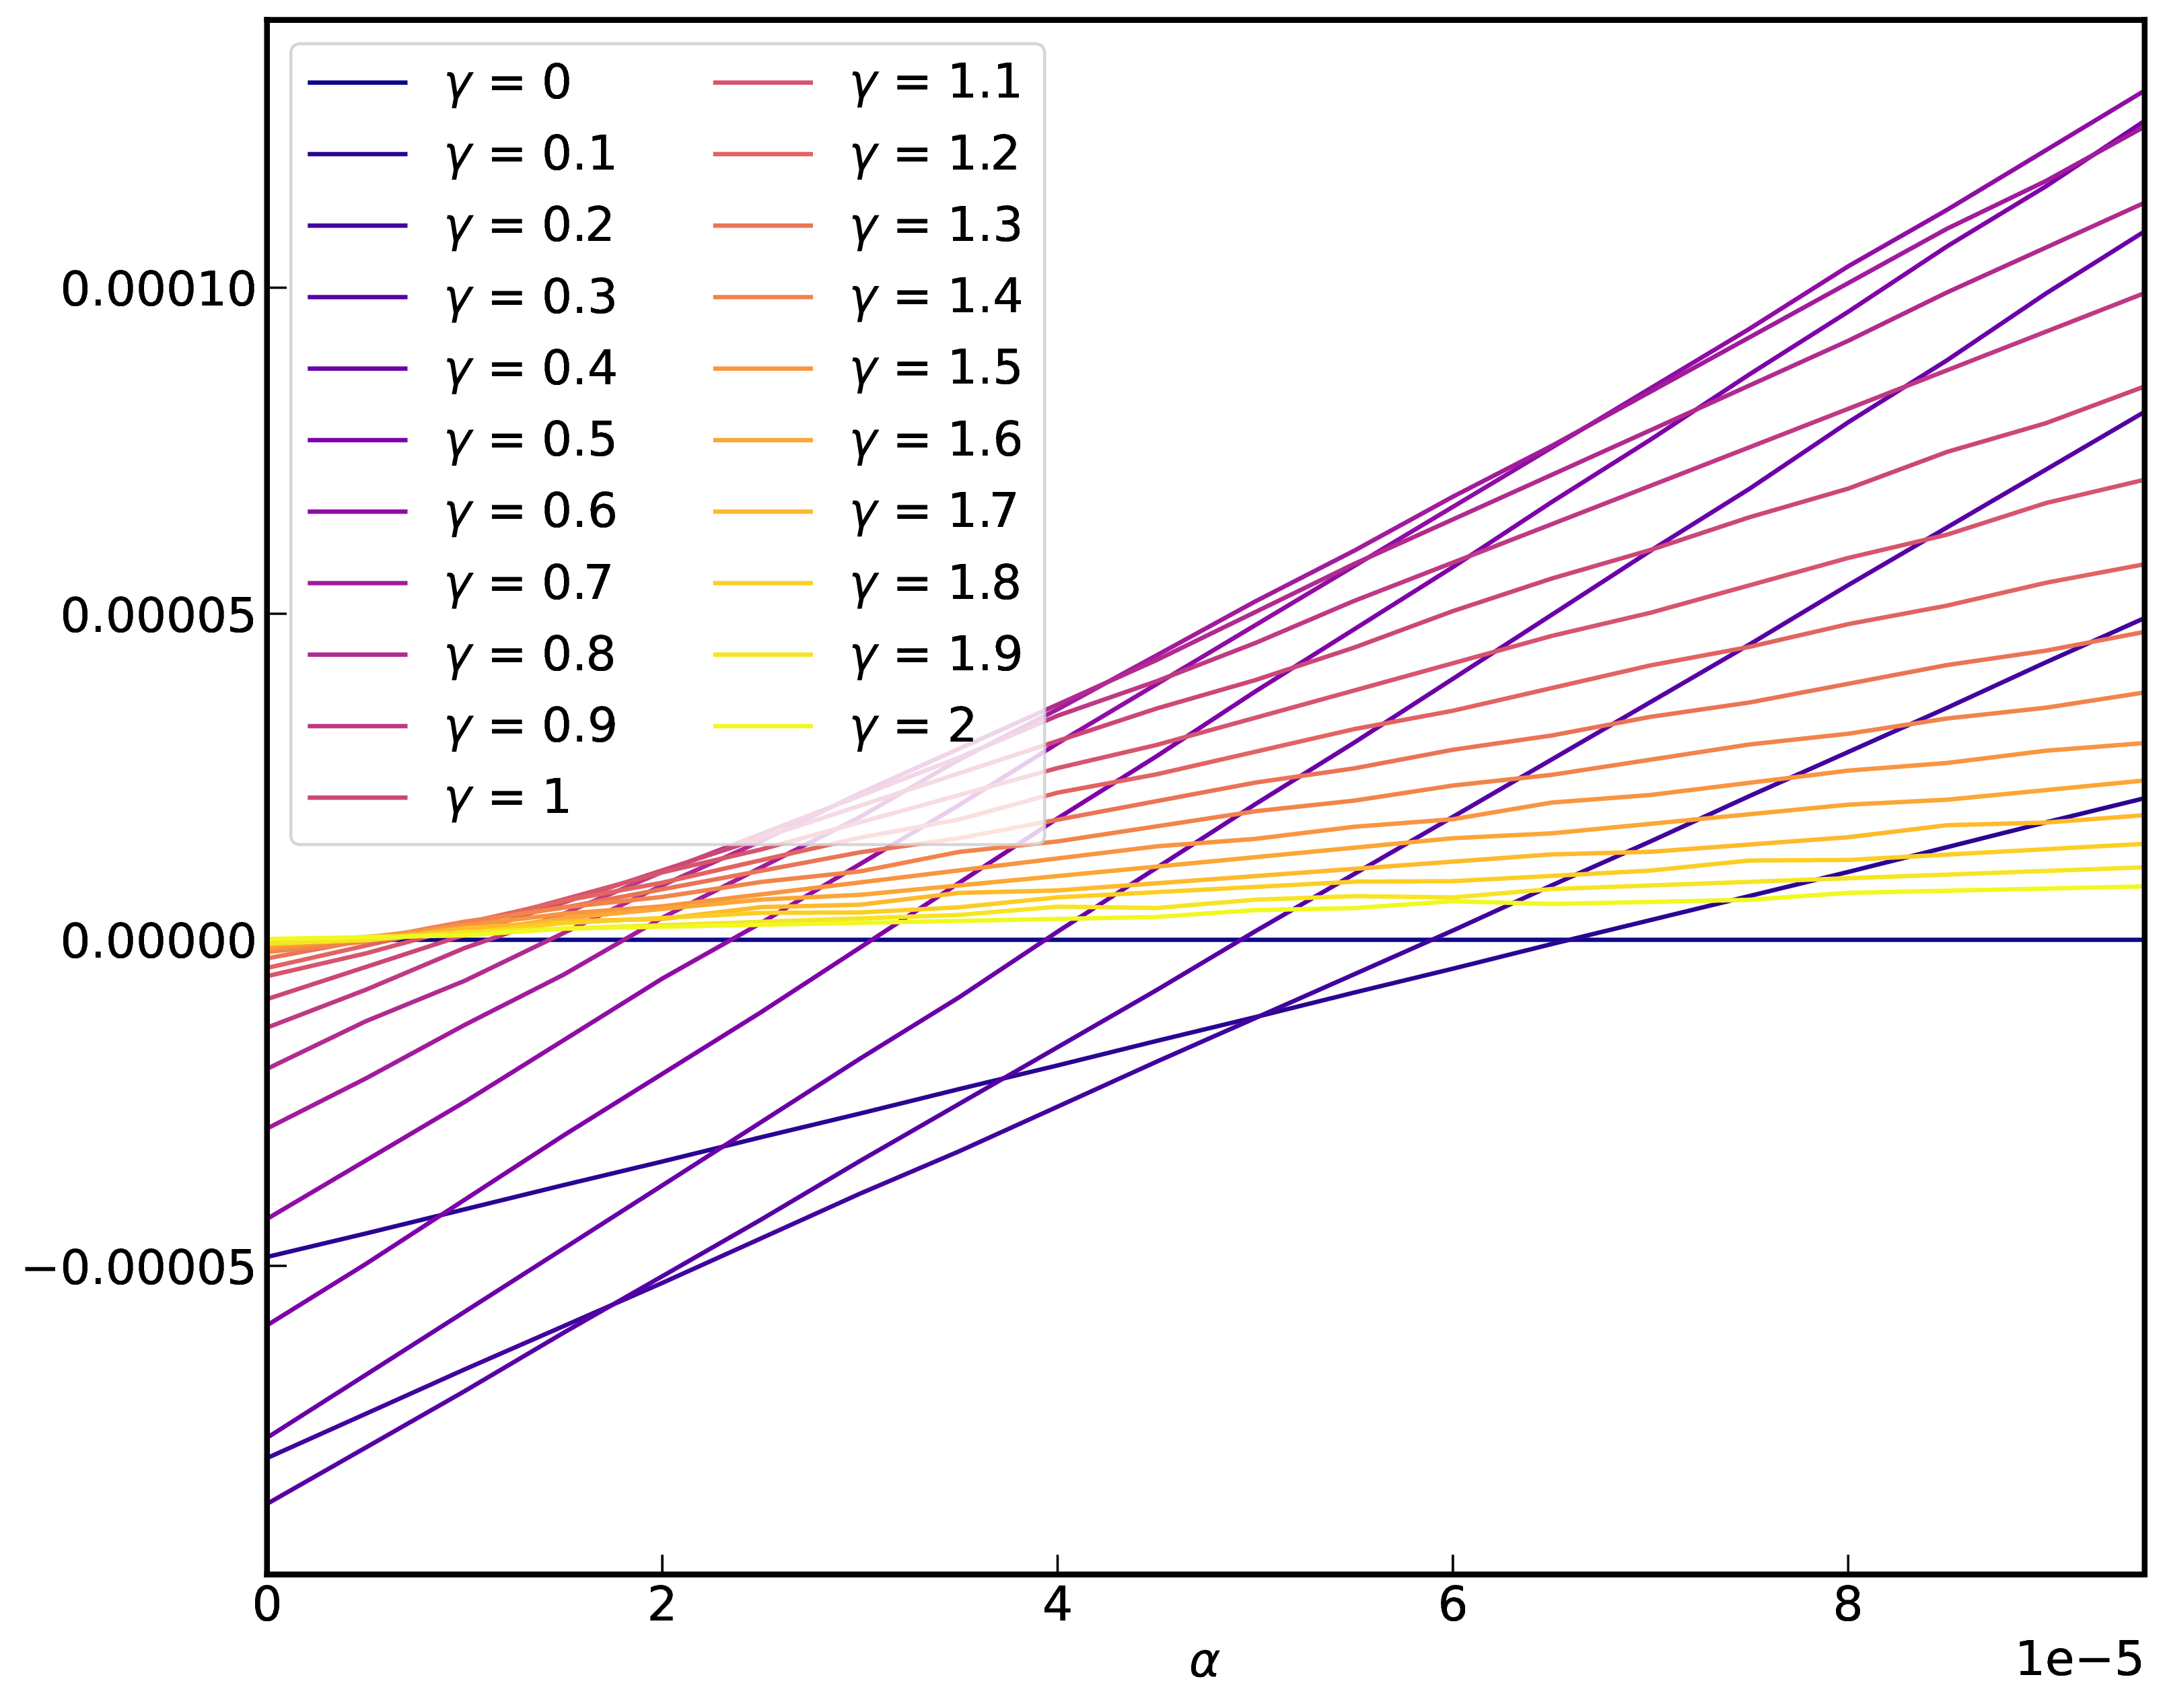 γ = 0
γ = 0.1
γ = 0.2
γ = 0.3
γ = 0.4
γ = 0.5
γ = 0.6
γ = 0.7
γ = 0.8
γ = 0.9
γ = 1
γ = 1.1
γ = 1.2
γ = 1.3
γ = 1.4
γ = 1.5
γ = 1.6
γ = 1.7
γ = 1.8
γ = 1.9
γ = 2
0.00010
0.00005
0.00000
−0.00005
0 2 4 6 8
α
1e−5